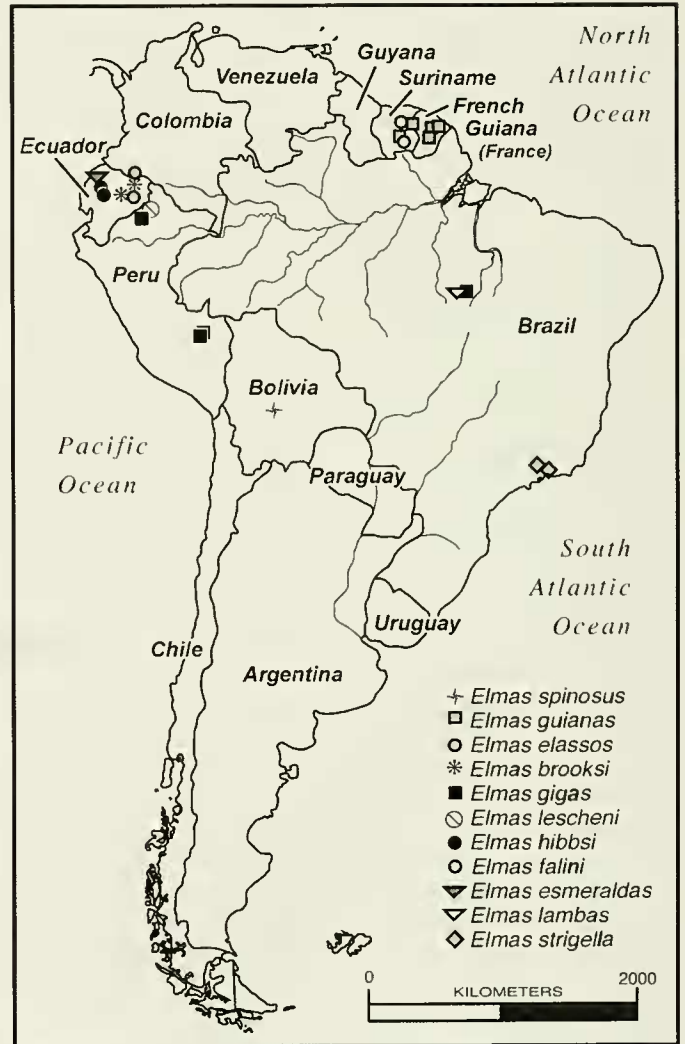 North
Atlantic
Ocean
Guyana
Suriname
Venezuela
French
Guiana
(France)
Colombia
Ecuador
Peru
Brazil
Bolivia
Pacific
Ocean
Paraguay
South
Atlantic
Ocean
Uruguay
Chile
Argentina
Elmas spinosus
Elmas guianas
Elmas elassos
Elmas brooksi
Elmas gigas
Elmas lescheni
Elmas hibbsi
Elmas falini
Elmas esmeraldas
Elmas lambas
Elmas strigella
0 2000
KILOMETERS